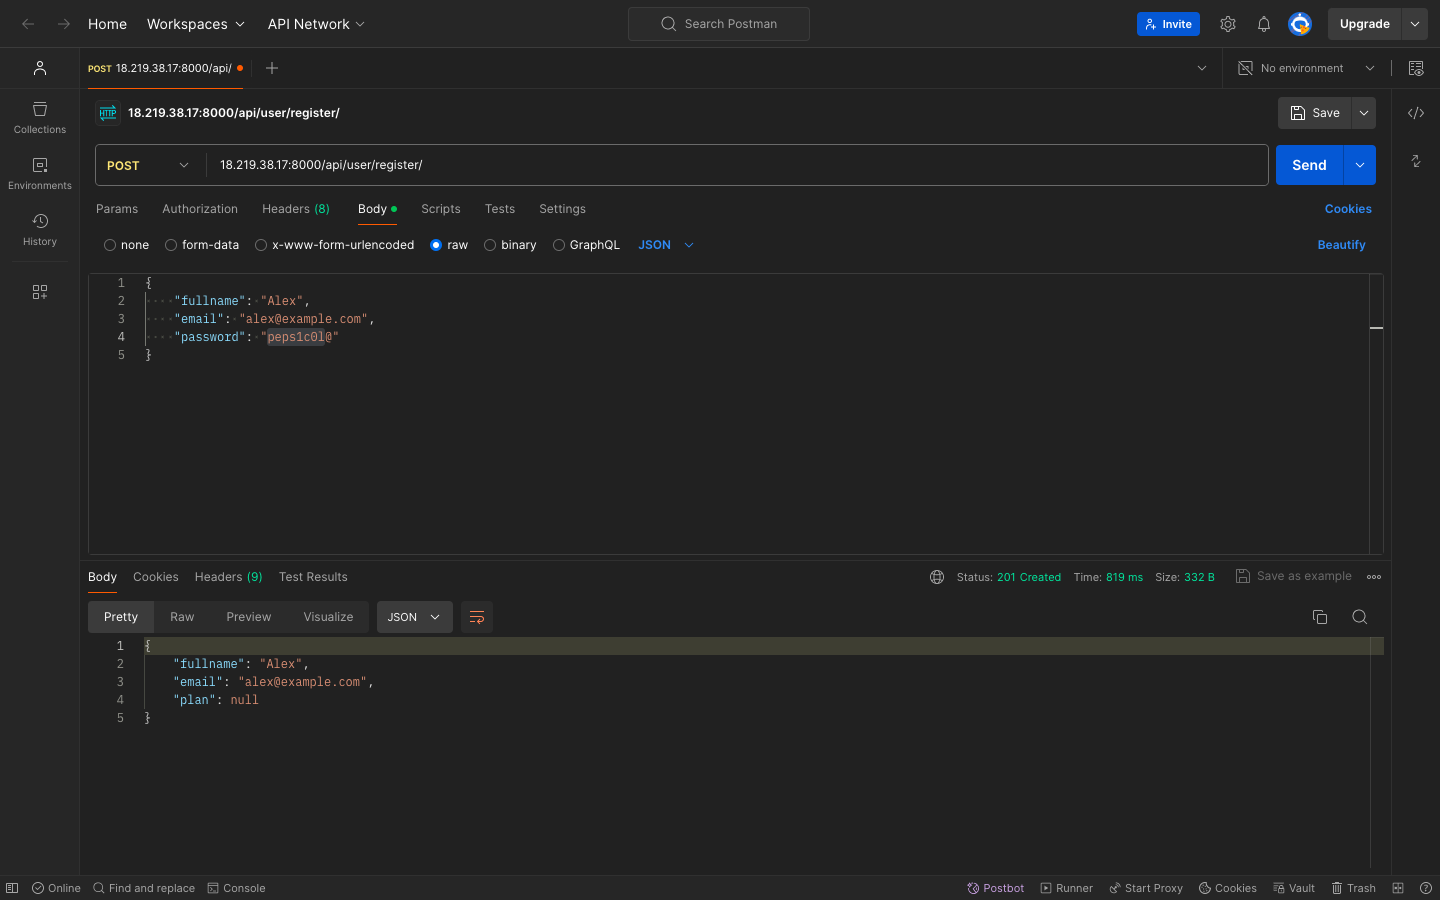 Home Workspaces API Network Search Postman Invite Upgrade
POST 18.219.38.17:8000/api/ No environment
HTTP 18.219.38.17:8000/api/user/register/ Save
Collections
Environments
History
POST 18.219.38.17:8000/api/user/register/ Send
Params Authorization Headers (8) Body Scripts Tests Settings Cookies
none form-data x-www-form-urlencoded raw binary GraphQL JSON Beautify
1 {
2 "fullname": "Alex",
3 "email": "alex@example.com",
4 "password": "peps1c0l@"
5 }
Body Cookies Headers (9) Test Results Status: 201 Created Time: 819 ms Size: 332 B Save as example
Pretty Raw Preview Visualize JSON
1 {
2 "fullname": "Alex",
3 "email": "alex@example.com",
4 "plan": null
5 }
Online Find and replace Console Postbot Runner Start Proxy Cookies Vault Trash